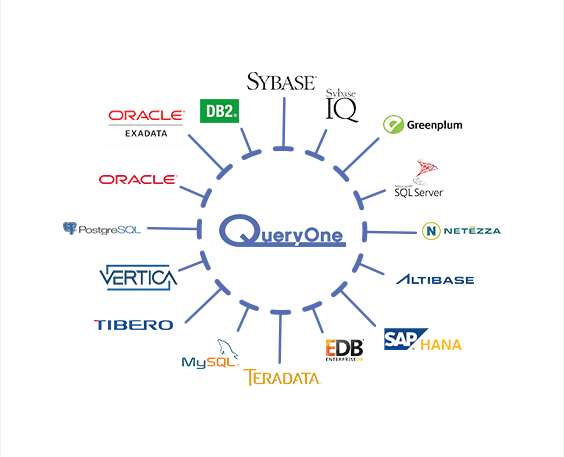 SYBASE
Sybase
IQ
DB2
ORACLE
EXADATA
Greenplum
ORACLE
Microsoft
SQL Server
PostgreSQL
QueryOne
NETEZZA
VERTICA
ALTIBASE
TIBERO
SAP HANA
MySQL
EDB
ENTERPRISEDB
TERADATA